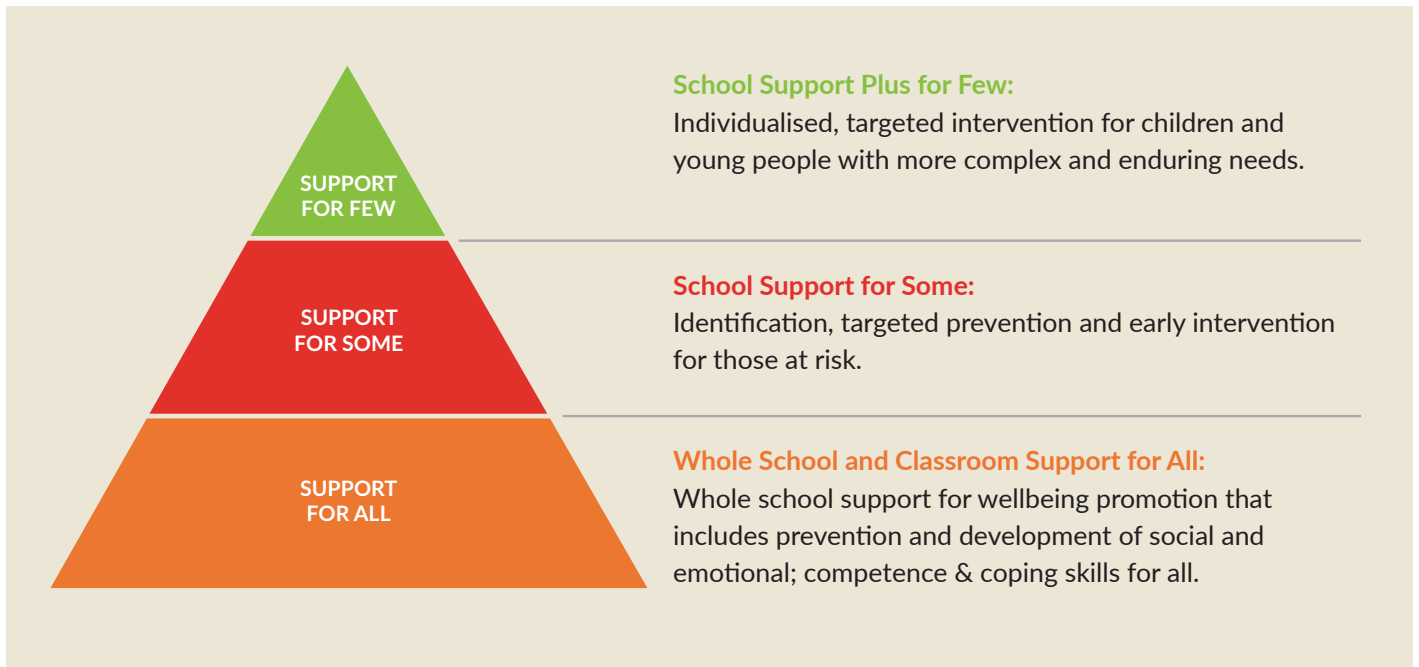 SUPPORT
FOR FEW
School Support Plus for Few:
Individualised, targeted intervention for children and
young people with more complex and enduring needs.
SUPPORT
FOR SOME
School Support for Some:
Identification, targeted prevention and early intervention
for those at risk.
SUPPORT
FOR ALL
Whole School and Classroom Support for All:
Whole school support for wellbeing promotion that
includes prevention and development of social and
emotional; competence & coping skills for all.